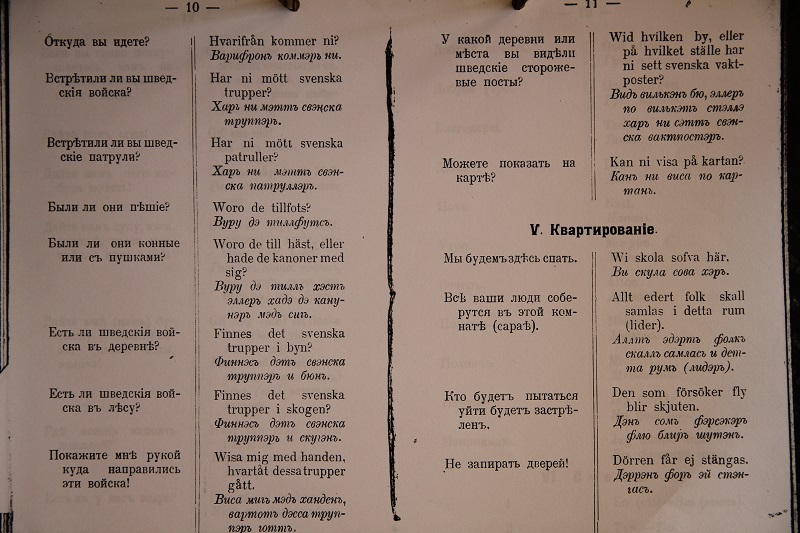 — 10 —
Откуда вы идете?
Hvarifrån kommer ni?
Варифронъ коммэръ ни.
Встрѣтили ли вы швед-
скія войска?
Har ni mött svenska
trupper?
Харъ ни мэттъ свэнска
труппэръ.
Встрѣтили ли вы швед-
скіе патрули?
Har ni mött svenska
patruller?
Харъ ни мэттъ свэн-
ска патруллэръ.
Были ли они пѣшіе?
Woro de tillfots?
Вуру дэ тиллфутсъ.
Были ли они конные
или съ пушками?
Woro de till häst, eller
hade de kanoner med
sig?
Вуру дэ тиллъ хэстъ
эллеръ хадэ дэ кану-
нэръ мэдъ сигъ.
Есть ли шведскія вой-
ска въ деревнѣ?
Finnes det svenska
trupper i byn?
Финнэсъ дэтъ свэнска
труппэръ и бюнъ.
Есть ли шведскія вой-
ска въ лѣсу?
Finnes det svenska
trupper i skogen?
Финнэсъ дэтъ свэнска
труппэръ и скугэнъ.
Покажите мнѣ рукой
куда направились
эти войска!
Wisa mig med handen,
hvartåt dessa trupper
gått.
Виса мигъ мэдъ ханденъ,
вартотъ дэсса труп-
пэръ готтъ.
— 11 —
У какой деревни или
мѣста вы видѣли
шведскіе стороже-
вые посты?
Wid hvilken by, eller
på hvilket ställe har
ni sett svenska vakt-
poster?
Видъ вилькэнъ бю, эллеръ
по вилькэтъ стэллэ
харъ ни сэттъ свэн-
ска вактпостэръ.
Можете показать на
картѣ?
Kan ni visa på kartan?
Канъ ни виса по кар-
танъ.
V. Квартированіе.
Мы будемъ здѣсь спать.
Wi skola sofva här.
Ви скула сова хэръ.
Всѣ ваши люди собе-
рутся въ этой ком-
натѣ (сараѣ).
Allt edert folk skall
samlas i detta rum
(lider).
Аллтъ эдэртъ фолкъ
скаллъ самласъ и дет-
та румъ (лидэръ).
Кто будетъ пытаться
уйти будетъ застрѣ-
ленъ.
Den som försöker fly
blir skjuten.
Дэнъ сомъ фэрсэкэръ
флю блиръ шутэнъ.
Не запирать дверей!
Dörren får ej stängas.
Дэррэнъ форъ эй стэн-
гасъ.